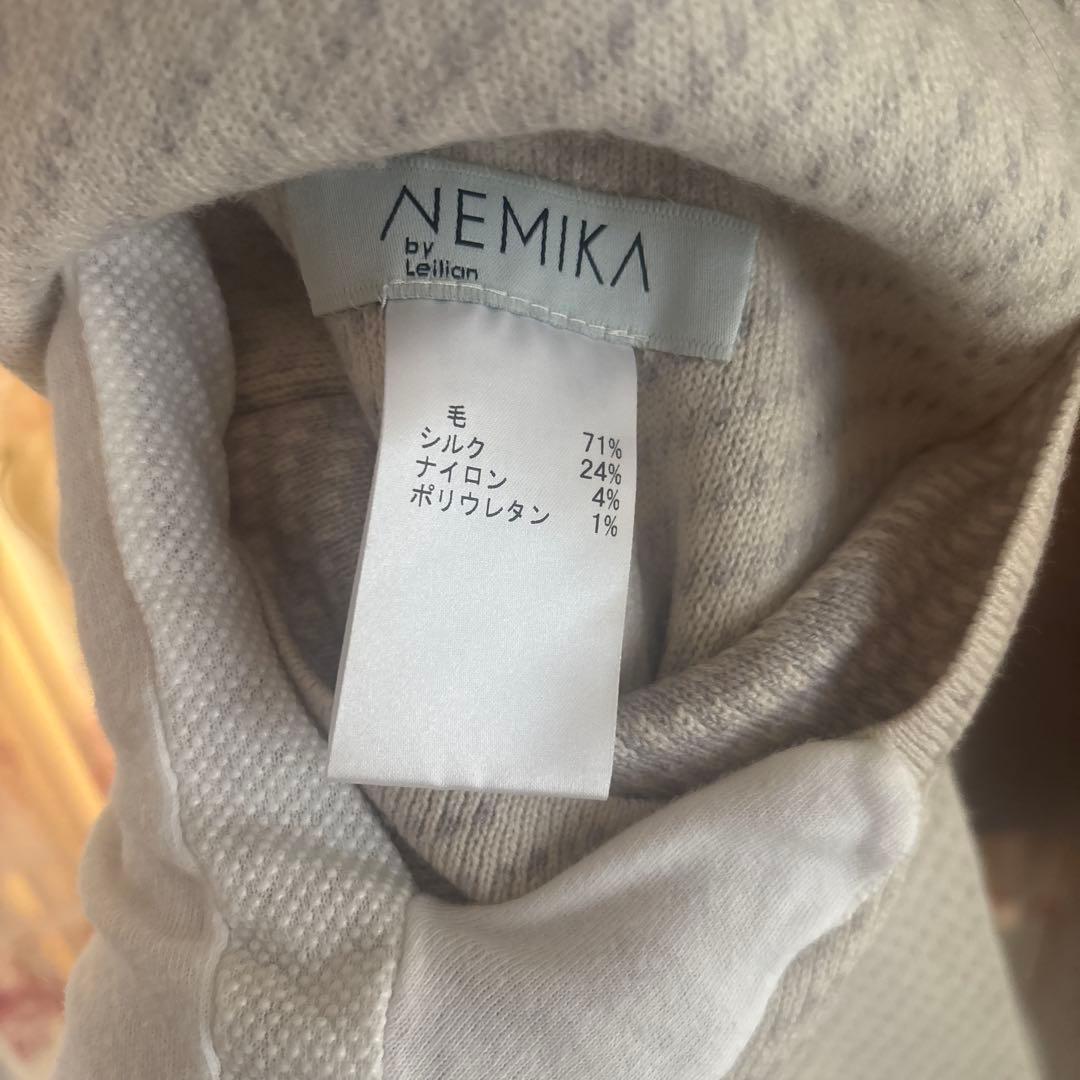 NEMIKA
by
Leilian
毛 71%
シルク 24%
ナイロン 4%
ポリウレタン 1%